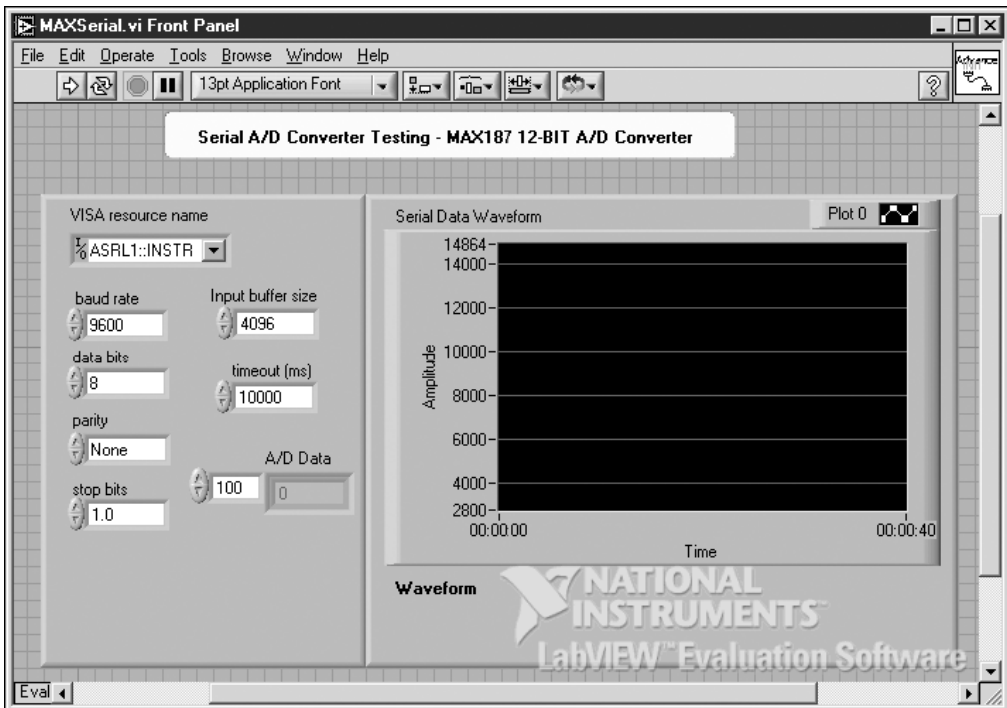 MAXSerial.vi Front Panel
File Edit Operate Tools Browse Window Help
13pt Application Font
?
Advance
Serial A/D Converter Testing - MAX187 12-BIT A/D Converter
VISA resource name
I/O ASRL1::INSTR
baud rate
9600
Input buffer size
4096
data bits
8
timeout (ms)
10000
parity
None
A/D Data
100
0
stop bits
1.0
Serial Data Waveform
Plot 0
14864
14000
12000
10000
8000
6000
4000
2800
Amplitude
00:00:00
00:00:40
Time
Waveform
NATIONAL
INSTRUMENTS™
LabVIEW™ Evaluation Software
Eval